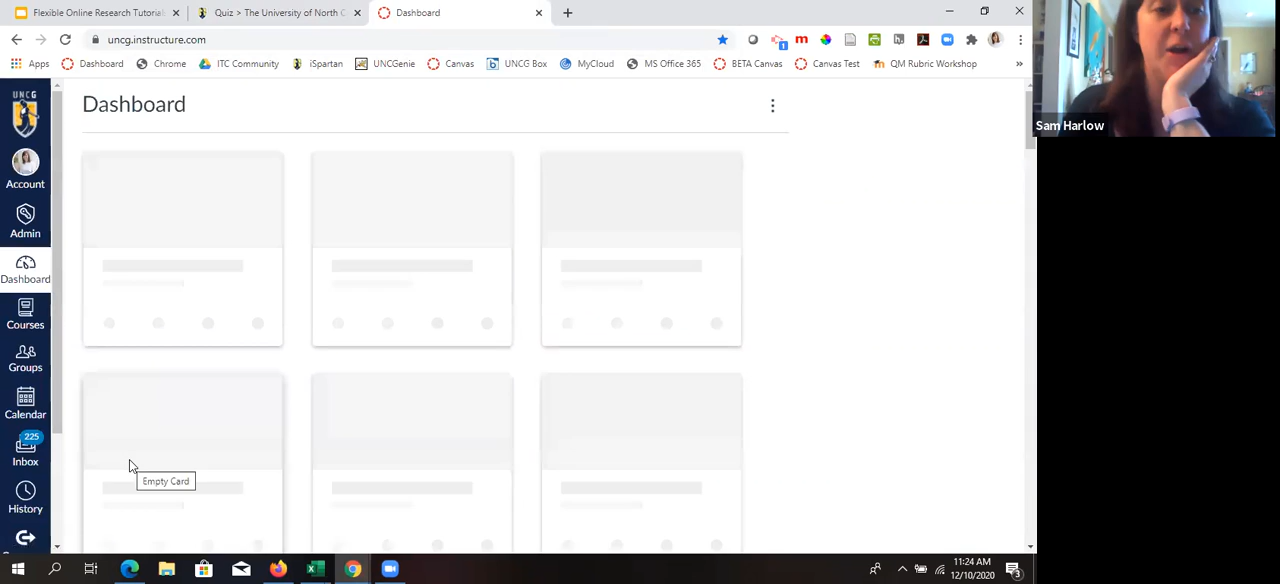 Flexible Online Research Tutorial
Quiz > The University of North C
Dashboard
uncg.instructure.com
Apps
Dashboard
Chrome
ITC Community
iSpartan
UNCGenie
Canvas
UNCG Box
MyCloud
MS Office 365
BETA Canvas
Canvas Test
QM Rubric Workshop
»
UNCG
Account
Admin
Dashboard
Courses
Groups
Calendar
225
Inbox
History
Dashboard
Empty Card
Sam Harlow
11:24 AM
12/10/2020
3